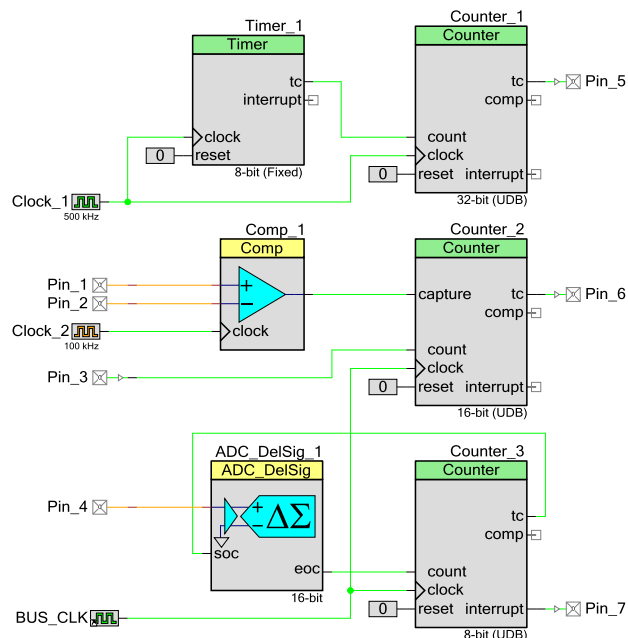 Timer_1
Counter_1
Timer
Counter
tc
interrupt
tc
Pin_5
comp
clock
count
0
reset
clock
8-bit (Fixed)
0
reset
interrupt
32-bit (UDB)
Clock_1
500 kHz
Comp_1
Counter_2
Comp
Counter
Pin_1
+
capture
tc
Pin_6
Pin_2
−
comp
Clock_2
clock
100 kHz
count
Pin_3
clock
0
reset
interrupt
16-bit (UDB)
ADC_DelSig_1
Counter_3
ADC_DelSig
Counter
Pin_4
+
−
ΔΣ
tc
comp
soc
eoc
count
16-bit
clock
BUS_CLK
0
reset
interrupt
Pin_7
8-bit (UDB)